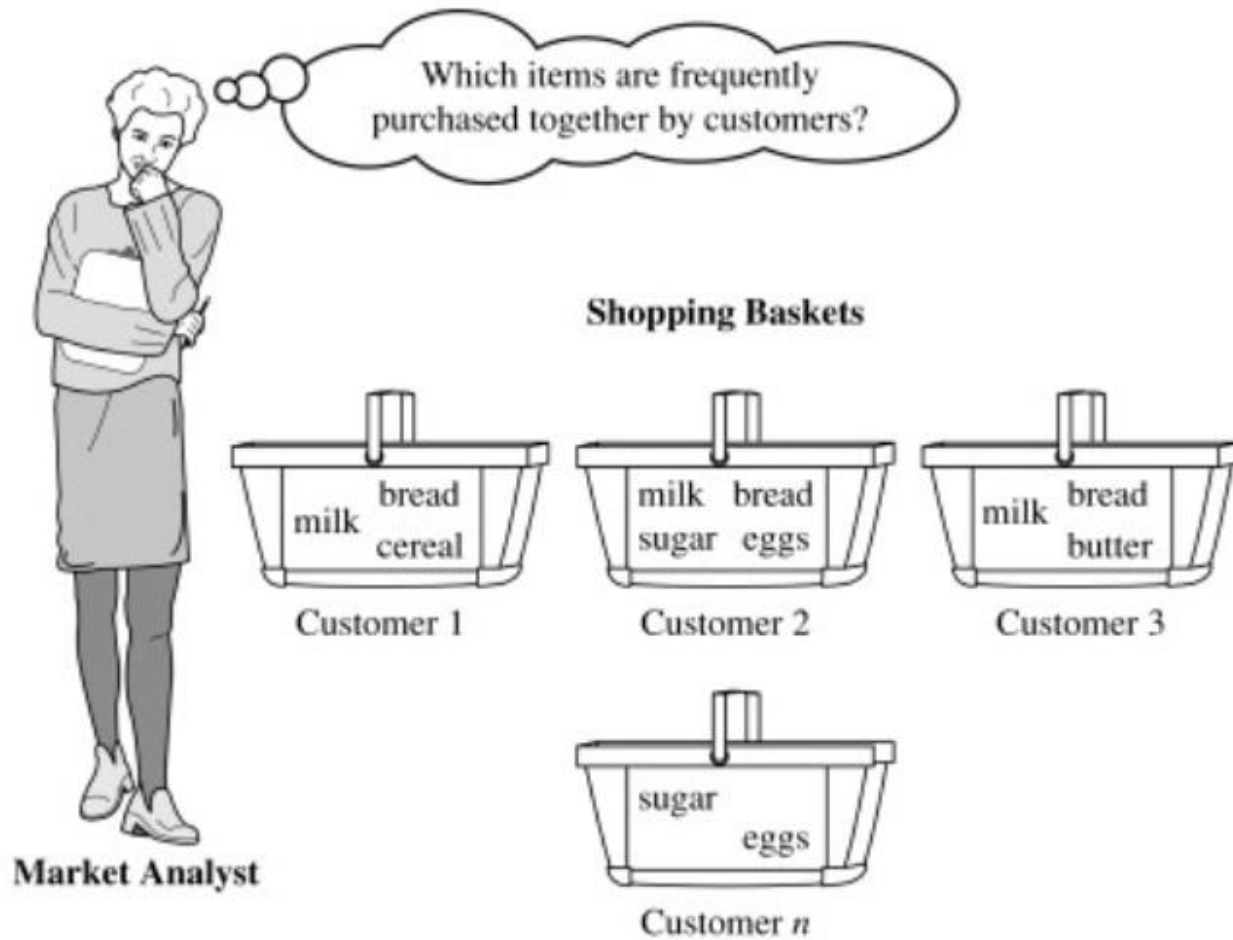 Which items are frequently
purchased together by customers?
Shopping Baskets
milk
bread
cereal
Customer 1
milk bread
sugar eggs
Customer 2
milk
bread
butter
Customer 3
sugar
eggs
Customer n
Market Analyst